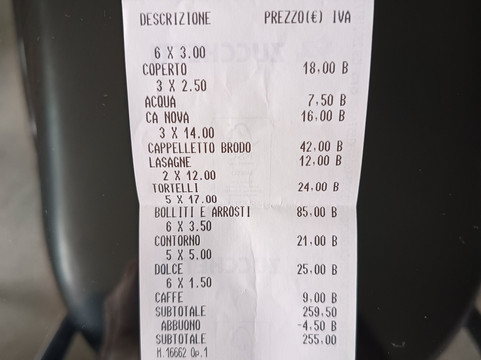 DESCRIZIONE PREZZO(€) IVA
6 X 3.00
COPERTO 18,00 B
3 X 2.50
ACQUA 7,50 B
CA NOVA 16,00 B
3 X 14.00
CAPPELLETTO BRODO 42,00 B
LASAGNE 12,00 B
2 X 12.00
TORTELLI 24,00 B
5 X 17.00
BOLLITI E ARROSTI 85,00 B
6 X 3.50
CONTORNO 21,00 B
5 X 5.00
DOLCE 25,00 B
6 X 1.50
CAFFE 9,00 B
SUBTOTALE 259,50
ABBUONO -4,50 B
SUBTOTALE 255,00
M.16662 Op.1